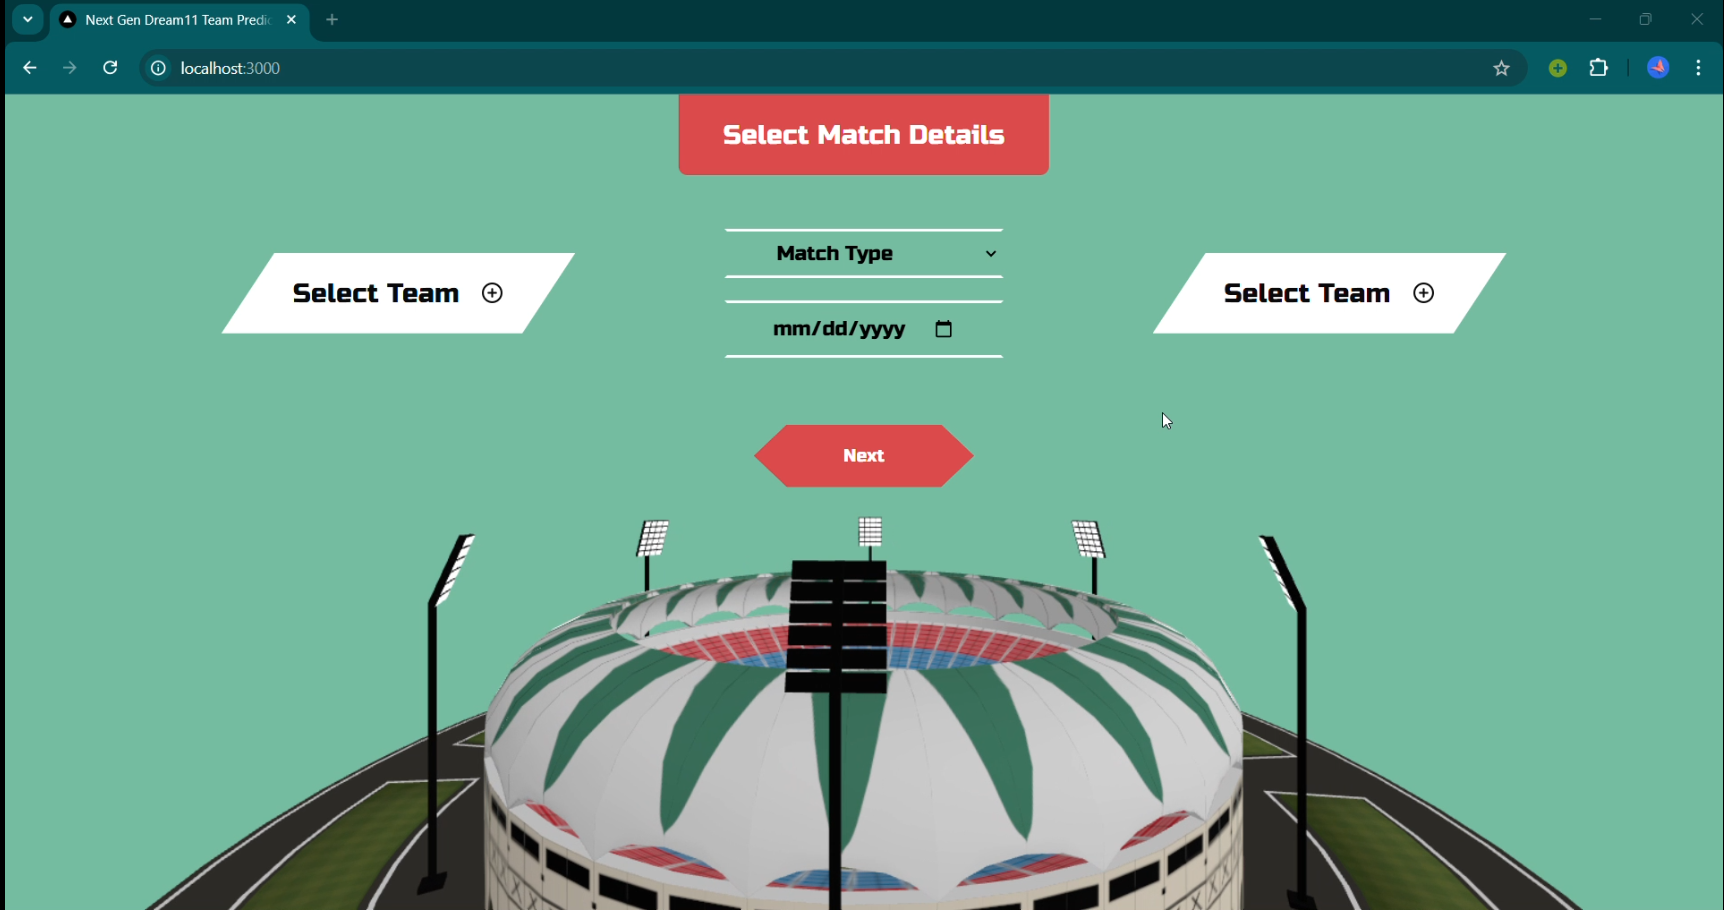 Next Gen Dream11 Team Predic
localhost:3000
Select Match Details
Match Type
Select Team
Select Team
mm/dd/yyyy
Next